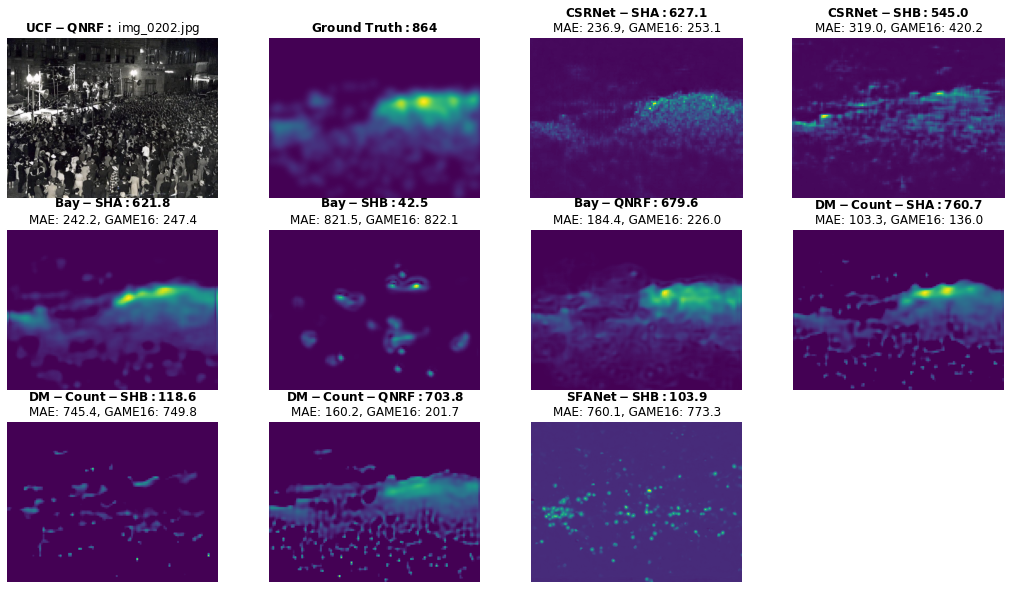 UCF − QNRF : img_0202.jpg
Ground Truth : 864
CSRNet − SHA : 627.1
MAE: 236.9, GAME16: 253.1
CSRNet − SHB : 545.0
MAE: 319.0, GAME16: 420.2
Bay − SHA : 621.8
MAE: 242.2, GAME16: 247.4
Bay − SHB : 42.5
MAE: 821.5, GAME16: 822.1
Bay − QNRF : 679.6
MAE: 184.4, GAME16: 226.0
DM − Count − SHA : 760.7
MAE: 103.3, GAME16: 136.0
DM − Count − SHB : 118.6
MAE: 745.4, GAME16: 749.8
DM − Count − QNRF : 703.8
MAE: 160.2, GAME16: 201.7
SFANet − SHB : 103.9
MAE: 760.1, GAME16: 773.3